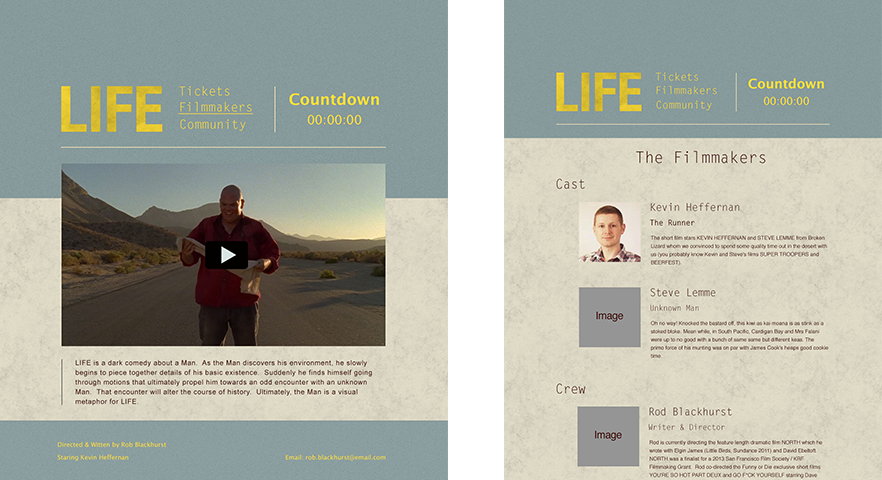 LIFE
Tickets
Filmmakers
Community
Countdown
00:00:00
LIFE is a dark comedy about a Man. As the Man discovers his environment, he slowly
begins to piece together details of his basic existence. Suddenly he finds himself going
through motions that ultimately propel him towards an odd encounter with an unknown
Man. That encounter will alter the course of history. Ultimately, the Man is a visual
metaphor for LIFE.
Directed & Witten by Rob Blackhurst
Staring Kevin Heffernan
Email: rob.blackhurst@email.com
LIFE
Tickets
Filmmakers
Community
Countdown
00:00:00
The Filmmakers
Cast
Kevin Heffernan
The Runner
The short film stars KEVIN HEFFERNAN and STEVE LEMME from Broken
Lizard whom we convinced to spend some quality time out in the desert with
us (you probably know Kevin and Steve's films SUPER TROOPERS and
BEERFEST).
Image
Steve Lemme
Unknown Man
Oh no way! Knocked the bastard off, this kiwi as kai moana is as stink as a
stoked bloke. Mean while, in South Pacific, Cardigan Bay and Mrs Falani
were up to no good with a bunch of same same but different keas. The
primo force of his munting was on par with James Cook's heaps good cookie
time.
Crew
Image
Rod Blackhurst
Writer & Director
Rod is currently directing the feature length dramatic film NORTH which he
wrote with Elgin James (Little Birds, Sundance 2011) and David Ebeltoft
NORTH was a finalist for a 2013 San Francisco Film Society / KRF
Filmmaking Grant. Rod co-directed the Funny or Die exclusive short films
YOU'RE SO HOT PART DEUX and GO F*CK YOURSELF starring Dave